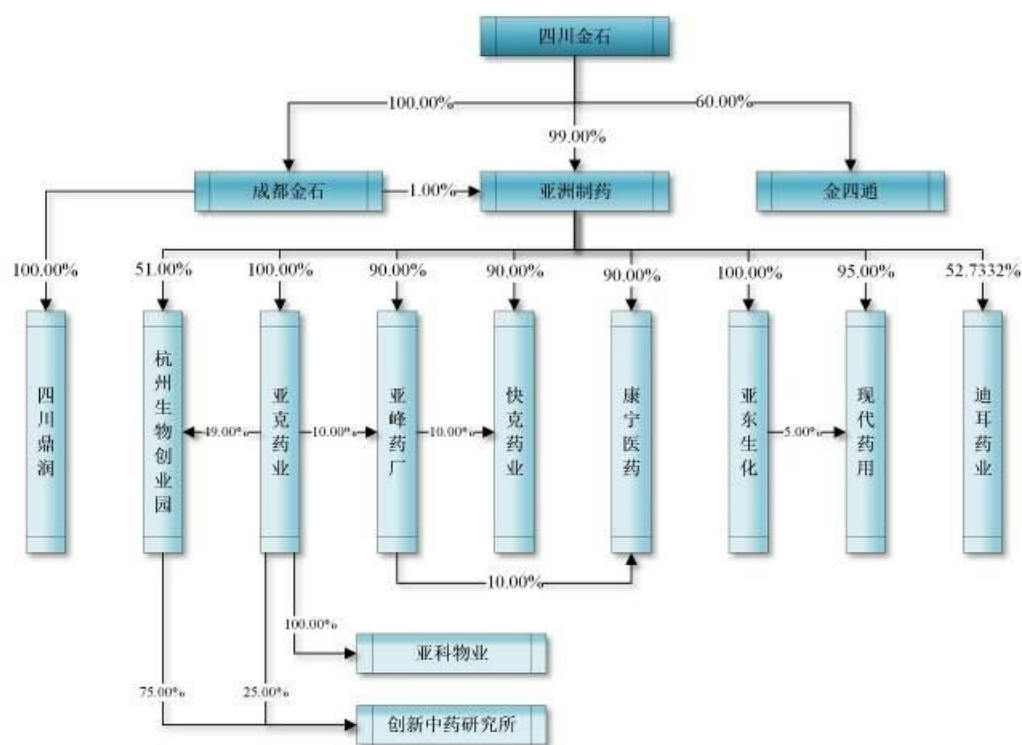 四川金石
100.00%
60.00%
99.00%
成都金石
1.00%
亚洲制药
金四通
100.00%
51.00%
100.00%
90.00%
90.00%
90.00%
100.00%
95.00%
52.7332%
四川鼎润
杭州生物创业园
49.00%
亚克药业
10.00%
亚峰药厂
10.00%
快克药业
康宁医药
亚东生化
5.00%
现代药用
迪耳药业
10.00%
100.00%
亚科物业
75.00%
25.00%
创新中药研究所